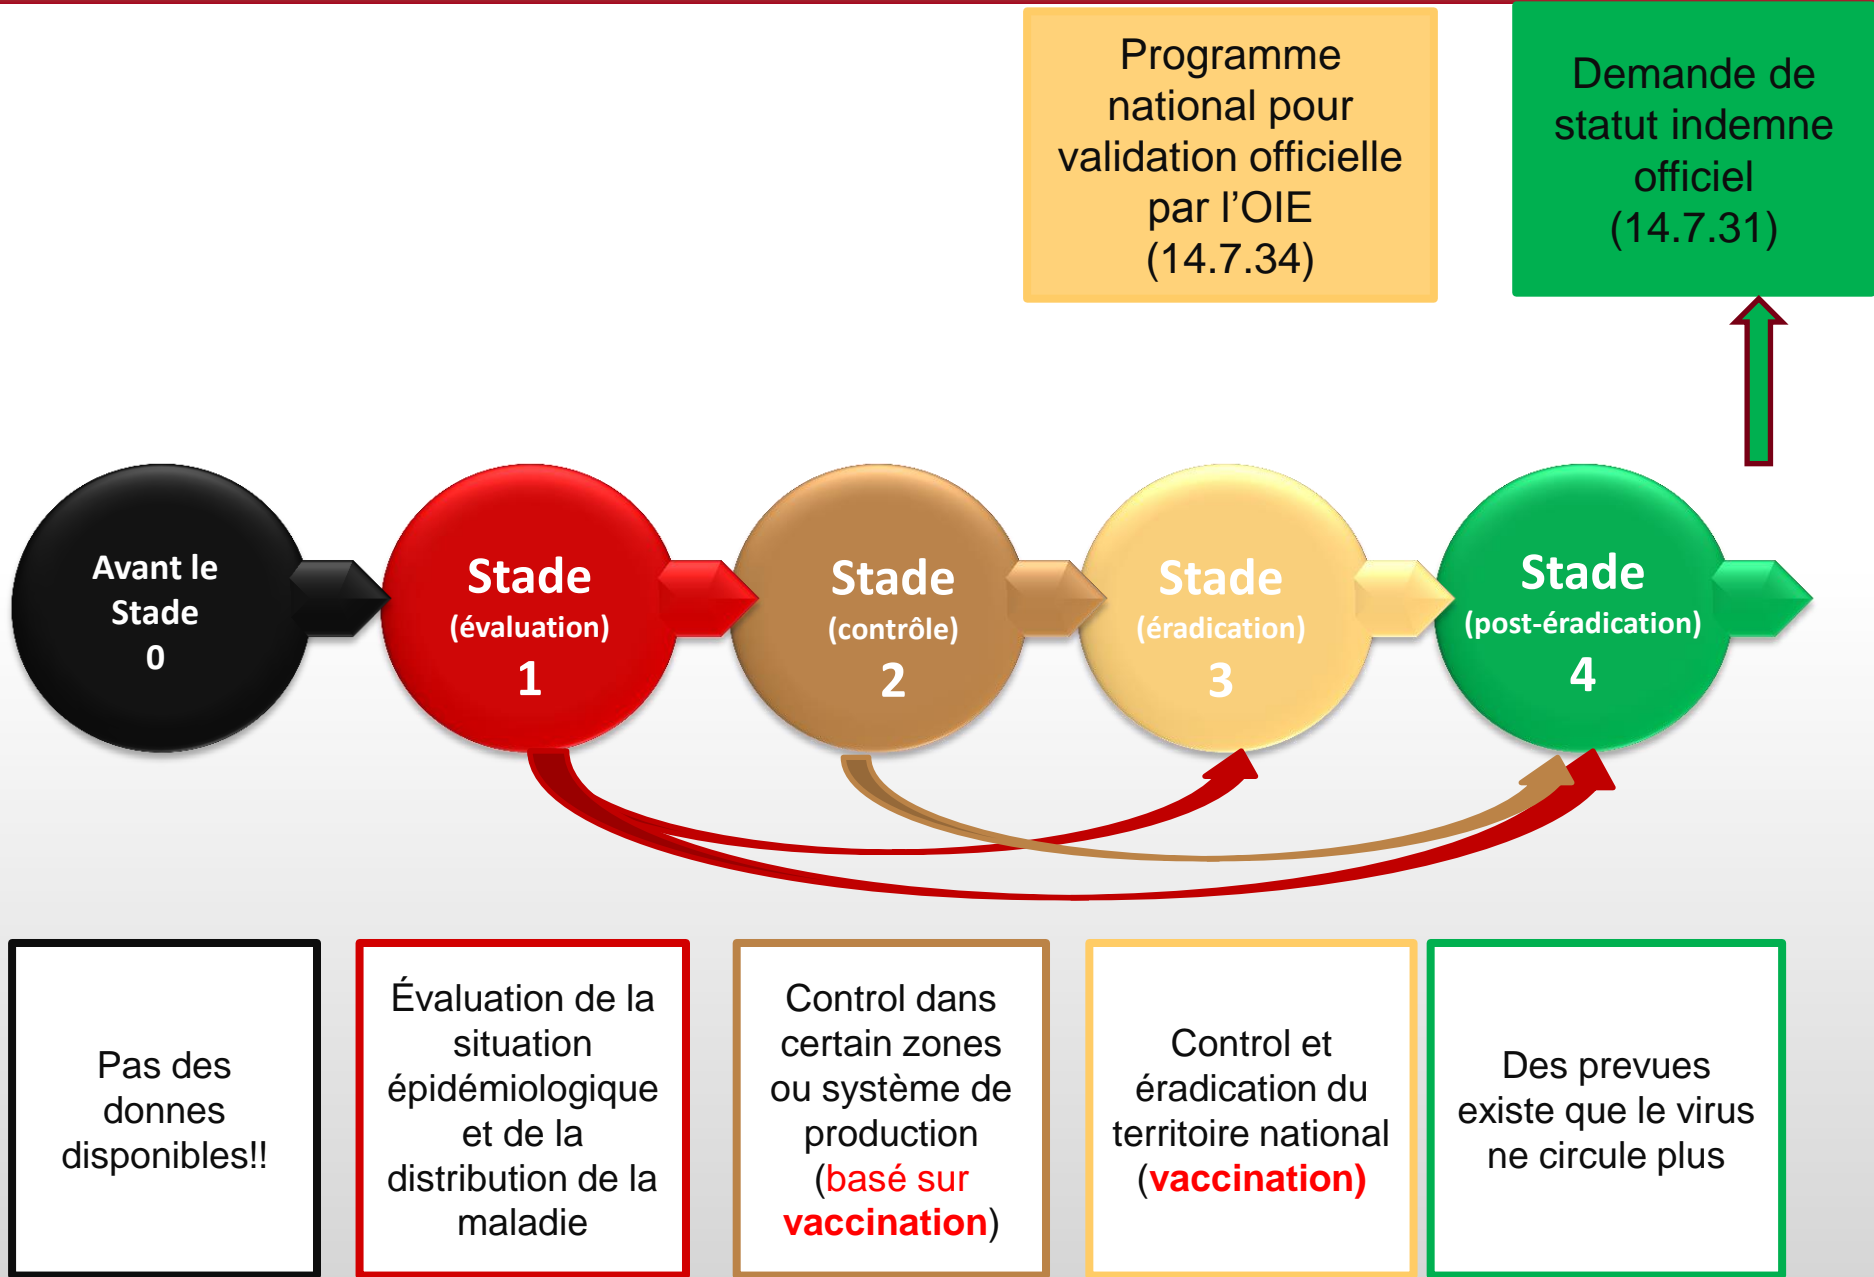 Programme
national pour
validation officielle
par l’OIE
(14.7.34)
Demande de
statut indemne
officiel
(14.7.31)
Avant le
Stade
0
Stade
(évaluation)
1
Stade
(contrôle)
2
Stade
(éradication)
3
Stade
(post-éradication)
4
Pas des
donnes
disponibles!!
Évaluation de la
situation
épidémiologique
et de la
distribution de la
maladie
Control dans
certain zones
ou système de
production
(basé sur
vaccination)
Control et
éradication du
territoire national
(vaccination)
Des prevues
existe que le virus
ne circule plus